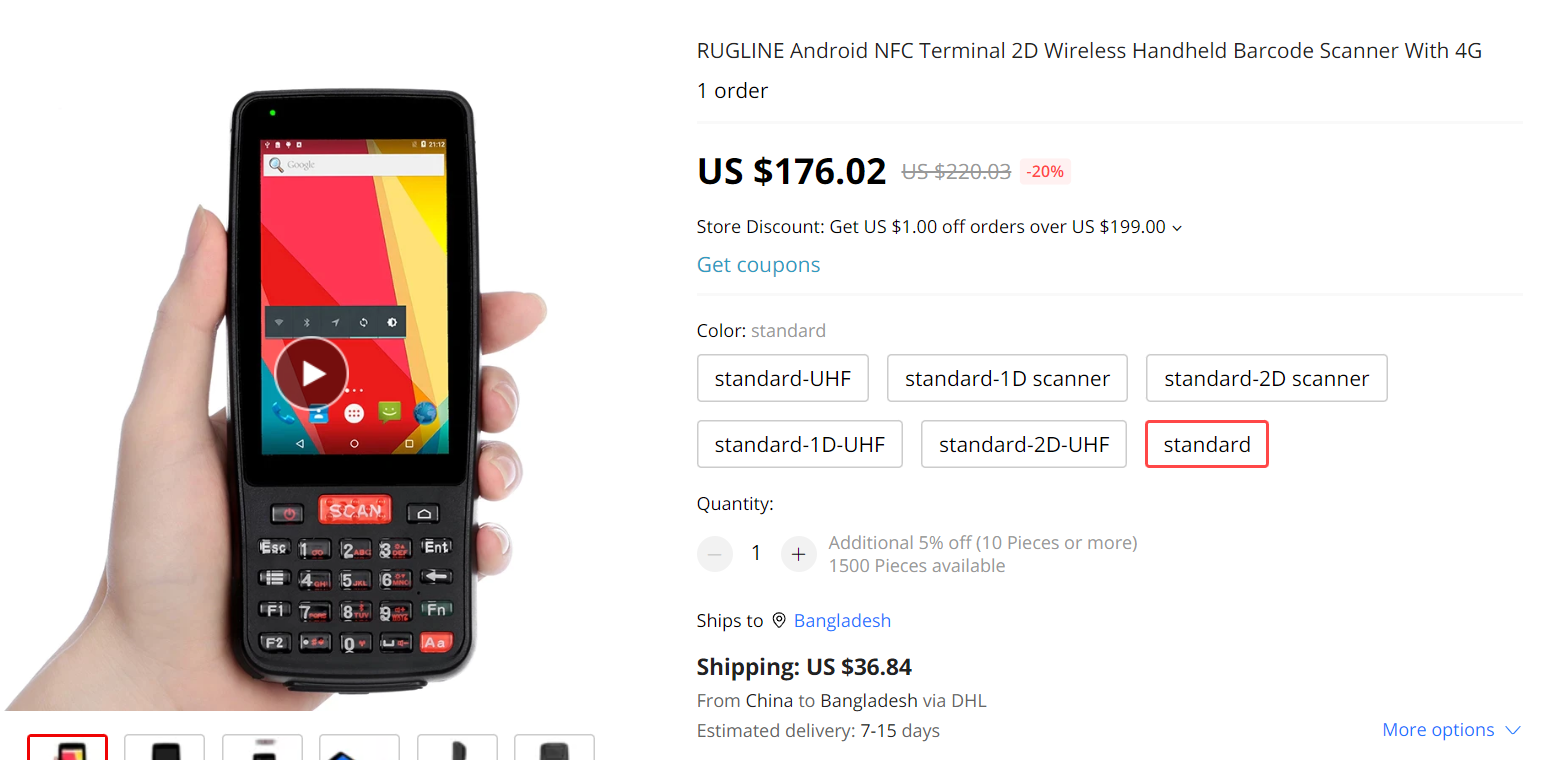 RUGLINE Android NFC Terminal 2D Wireless Handheld Barcode Scanner With 4G
1 order
US $176.02 US $220.03 -20%
Store Discount: Get US $1.00 off orders over US $199.00
Get coupons
Color: standard
standard-UHF standard-1D scanner standard-2D scanner
standard-1D-UHF standard-2D-UHF standard
Quantity:
1
Additional 5% off (10 Pieces or more)
1500 Pieces available
Ships to Bangladesh
Shipping: US $36.84
From China to Bangladesh via DHL
Estimated delivery: 7-15 days
More options
21:12
Google
SCAN
Esc 1 2 ABC 3 DEF Ent
4 GHI 5 JKL 6 MNO
F1 7 PQRS 8 TUV 9 WXYZ Fn
F2 0 Aa